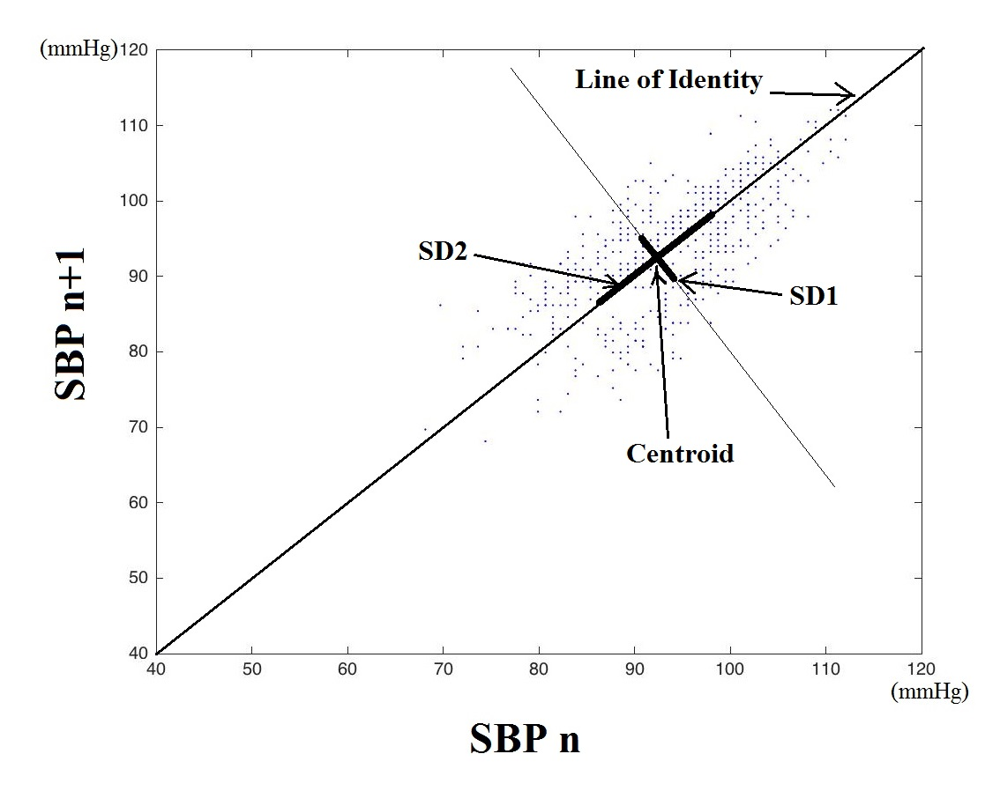 (mmHg)
120
Line of Identity
110
100
SD2
90
SD1
80
70
Centroid
60
50
40
SBP n+1
40 50 60 70 80 90 100 110 120
(mmHg)
SBP n